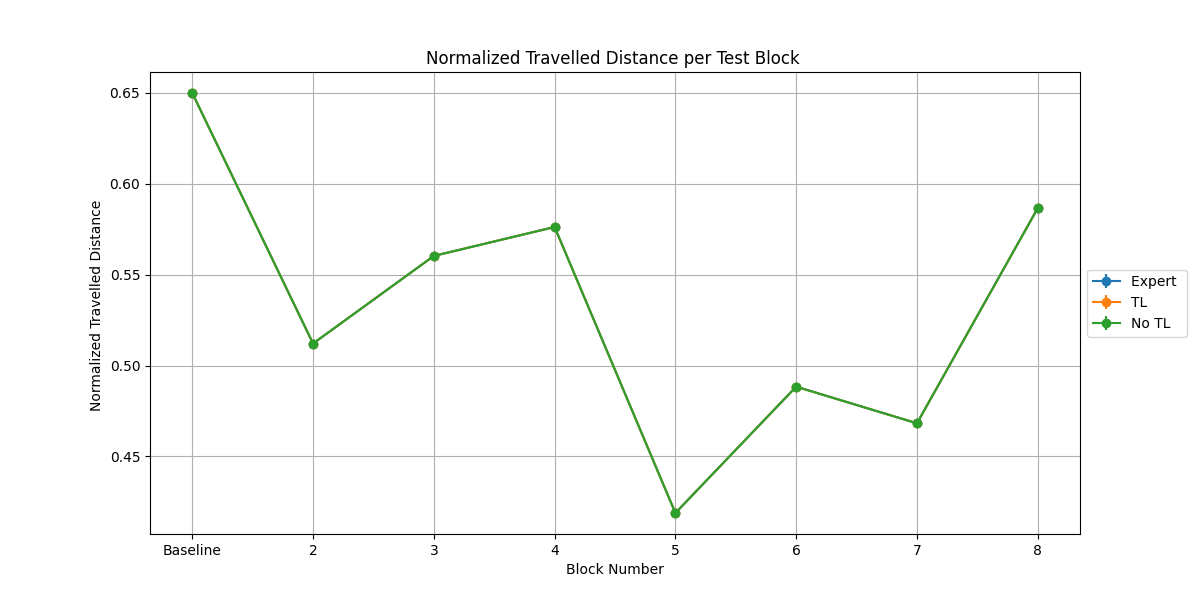 Normalized Travelled Distance per Test Block
Normalized Travelled Distance
0.65
0.60
0.55
0.50
0.45
Baseline 2 3 4 5 6 7 8
Block Number
Expert
TL
No TL